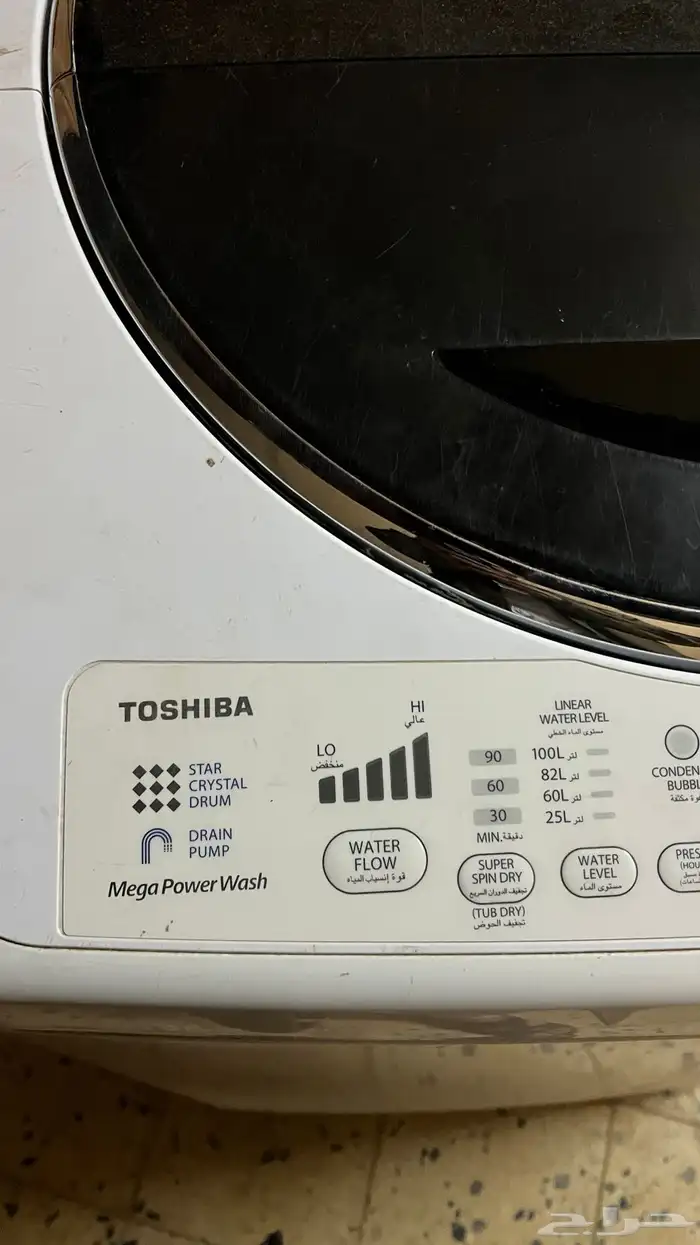 TOSHIBA
STAR
CRYSTAL
DRUM
DRAIN
PUMP
Mega Power Wash
HI
عالي
LO
منخفض
WATER
FLOW
قوة إنسياب المياه
90
60
30
MIN. دقيقة
SUPER
SPIN DRY
تجفيف الدوران السريع
(TUB DRY)
تجفيف الحوض
LINEAR
WATER LEVEL
مستوى الماء الخطي
100L لتر
82L لتر
60L لتر
25L لتر
WATER
LEVEL
مستوى الماء
CONDEN
BUBB
PRES
(HOU
حراج